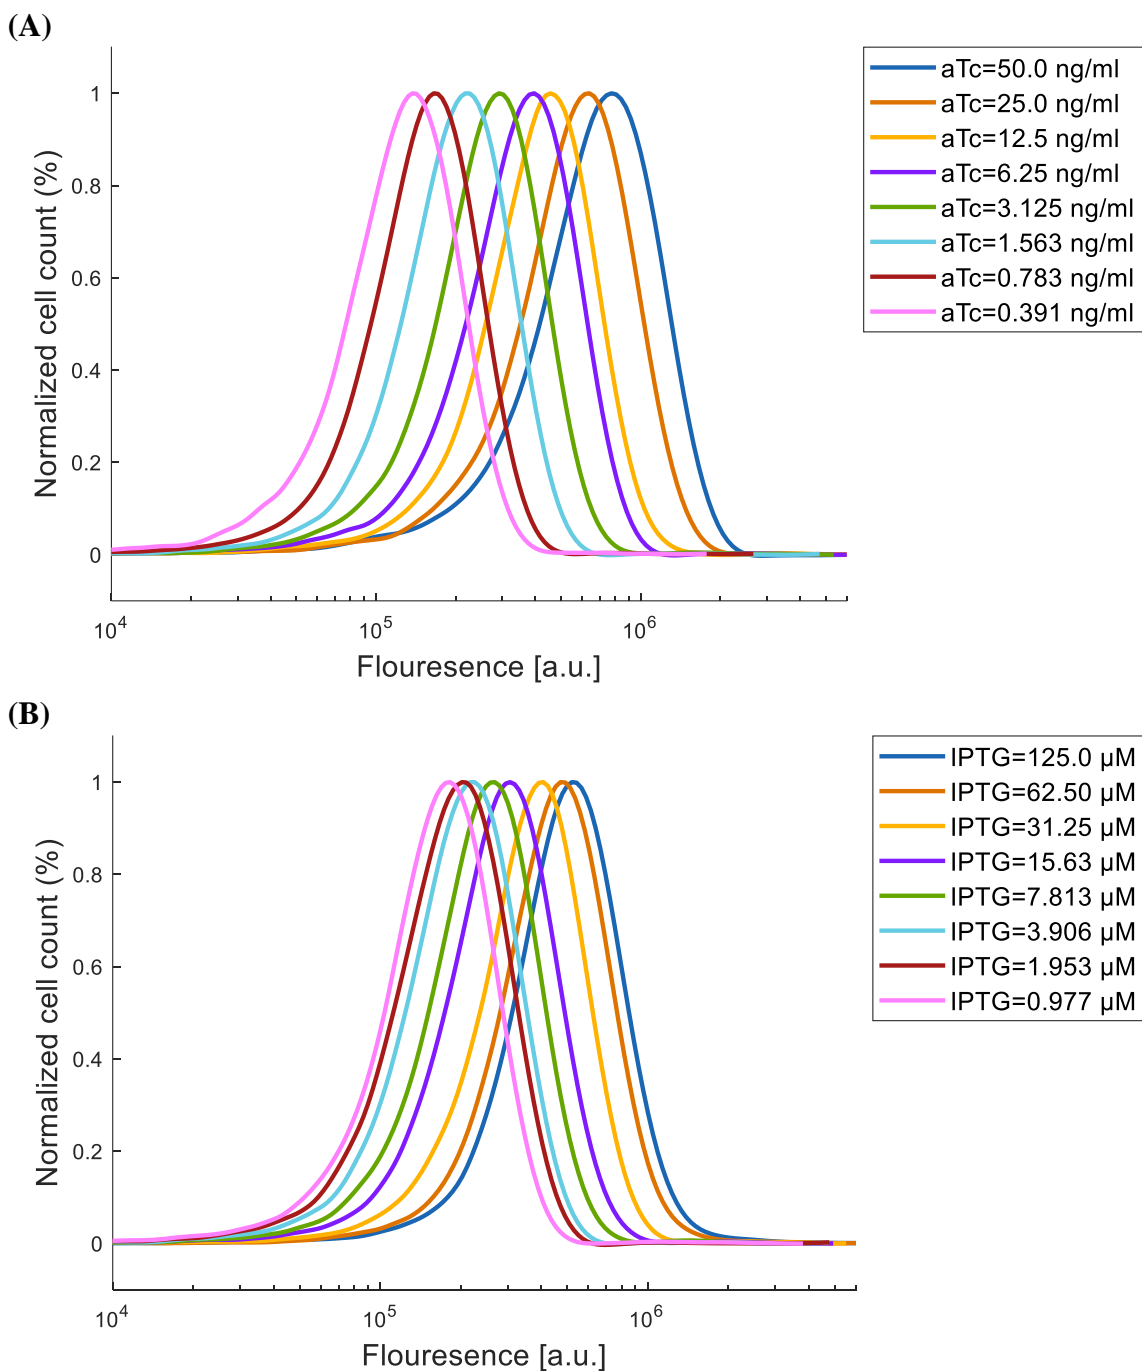 (A)
Normalized cell count (%)
1
0.8
0.6
0.4
0.2
0
10^4
10^5
10^6
Flouresence [a.u.]
aTc=50.0 ng/ml
aTc=25.0 ng/ml
aTc=12.5 ng/ml
aTc=6.25 ng/ml
aTc=3.125 ng/ml
aTc=1.563 ng/ml
aTc=0.783 ng/ml
aTc=0.391 ng/ml
(B)
Normalized cell count (%)
1
0.8
0.6
0.4
0.2
0
10^4
10^5
10^6
Flouresence [a.u.]
IPTG=125.0 μM
IPTG=62.50 μM
IPTG=31.25 μM
IPTG=15.63 μM
IPTG=7.813 μM
IPTG=3.906 μM
IPTG=1.953 μM
IPTG=0.977 μM